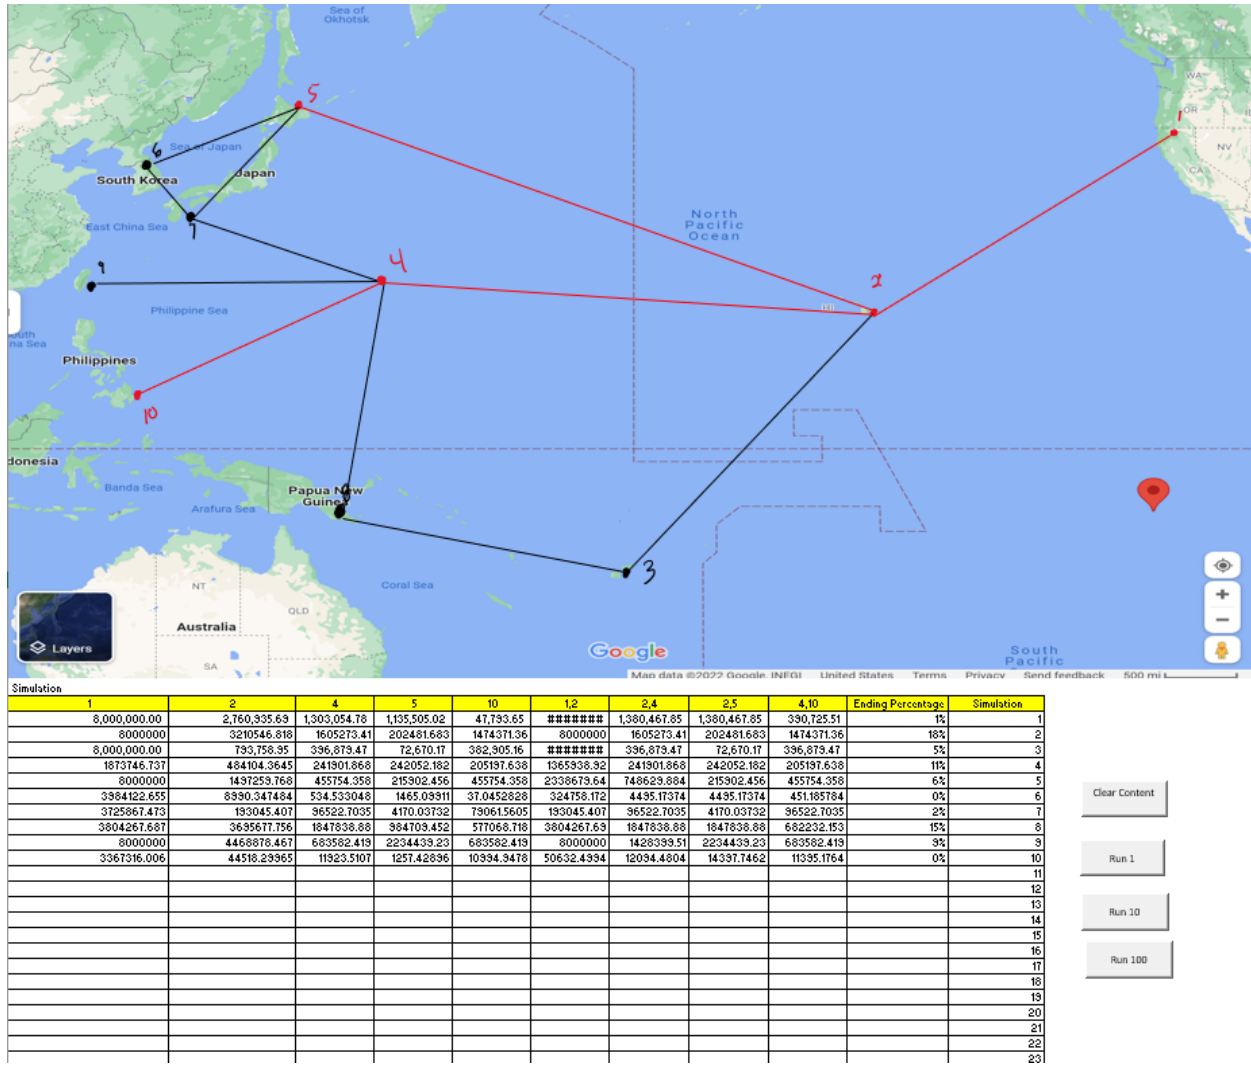 Sea of
Okhotsk
WA
OR
NV
CA
1
5
Sea of Japan
6
South Korea
Japan
North
Pacific
Ocean
East China Sea
7
4
9
2
HI
Philippine Sea
Philippines
10
donesia
Banda Sea
Papua New
Guinea
8
Arafura Sea
3
Coral Sea
NT
QLD
Australia
SA
Layers
Google
South
Pacific
Map data ©2022 Google, INEGI United States Terms Privacy Send feedback 500 mi
Simulation
1 2 4 5 10 1,2 2,4 2,5 4,10 Ending Percentage Simulation
8,000,000.00 2,760,935.69 1,303,054.78 1,135,505.02 47,793.65 ####### 1,380,467.85 1,380,467.85 390,725.51 1% 1
8000000 3210546.818 1605273.41 202481.683 1474371.36 8000000 1605273.41 202481.683 1474371.36 18% 2
8,000,000.00 793,758.95 396,879.47 72,670.17 382,905.16 ####### 396,879.47 72,670.17 396,879.47 5% 3
1873746.737 484104.3645 241901.868 242052.182 205197.638 1365938.92 241901.868 242052.182 205197.638 11% 4
8000000 1497259.768 455754.358 215902.456 455754.358 2338679.64 748629.884 215902.456 455754.358 6% 5
3984122.655 8990.347484 534.533048 1465.09911 37.0452828 324758.172 4495.17374 4495.17374 451.185784 0% 6
3725867.473 193045.407 96522.7035 4170.03732 79061.5605 193045.407 96522.7035 4170.03732 96522.7035 2% 7
3804267.687 3695677.756 1847838.88 984709.452 577068.718 3804267.69 1847838.88 1847838.88 682232.153 15% 8
8000000 4468878.467 683582.419 2234439.23 683582.419 8000000 1428399.51 2234439.23 683582.419 9% 9
3367316.006 44518.29965 11923.5107 1257.42896 10994.9478 50632.4994 12094.4804 14397.7462 11395.1764 0% 10
11
12
13
14
15
16
17
18
19
20
21
22
23
Clear Content
Run 1
Run 10
Run 100